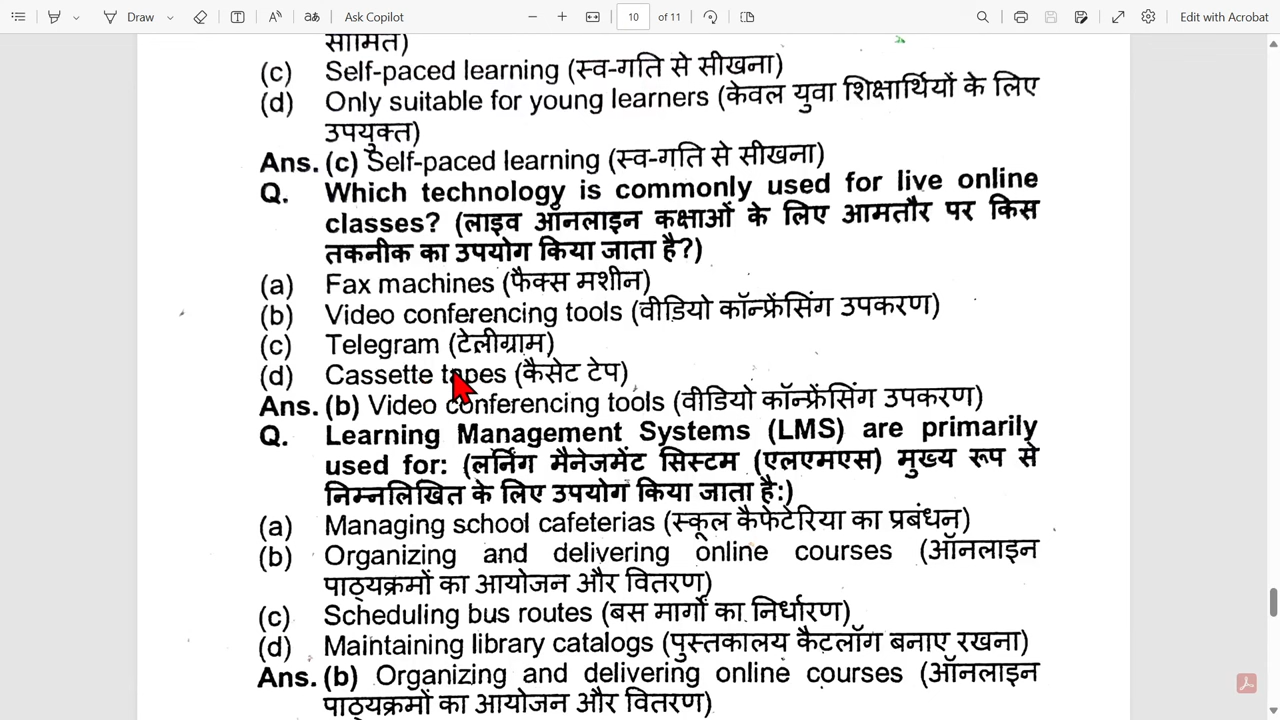 Draw
Ask Copilot
10 of 11
Edit with Acrobat
सीमित)
(c) Self-paced learning (स्व-गति से सीखना)
(d) Only suitable for young learners (केवल युवा शिक्षार्थियों के लिए
उपयुक्त)
Ans. (c) Self-paced learning (स्व-गति से सीखना)
Q. Which technology is commonly used for live online
classes? (लाइव ऑनलाइन कक्षाओं के लिए आमतौर पर किस
तकनीक का उपयोग किया जाता है?)
(a) Fax machines (फैक्स मशीन)
(b) Video conferencing tools (वीडियो कॉन्फ्रेंसिंग उपकरण)
(c) Telegram (टेलीग्राम)
(d) Cassette tapes (कैसेट टेप)
Ans. (b) Video conferencing tools (वीडियो कॉन्फ्रेंसिंग उपकरण)
Q. Learning Management Systems (LMS) are primarily
used for: (लर्निंग मैनेजमेंट सिस्टम (एलएमएस) मुख्य रूप से
निम्नलिखित के लिए उपयोग किया जाता है:)
(a) Managing school cafeterias (स्कूल कैफेटेरिया का प्रबंधन)
(b) Organizing and delivering online courses (ऑनलाइन
पाठ्यक्रमों का आयोजन और वितरण)
(c) Scheduling bus routes (बस मार्गों का निर्धारण)
(d) Maintaining library catalogs (पुस्तकालय कैटलॉग बनाए रखना)
Ans. (b) Organizing and delivering online courses (ऑनलाइन
पाठ्यक्रमों का आयोजन और वितरण)